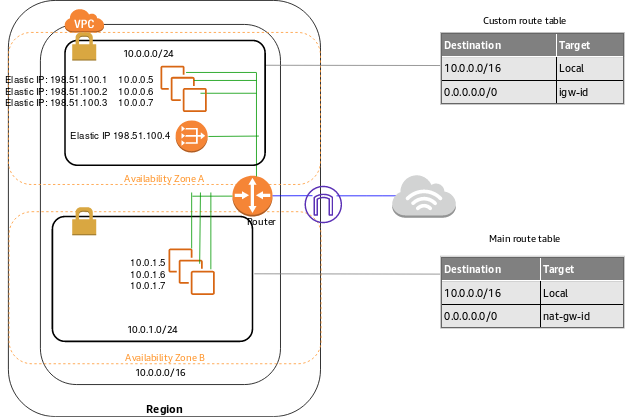 VPC
10.0.0.0/24
Elastic IP: 198.51.100.1 10.0.0.5
Elastic IP: 198.51.100.2 10.0.0.6
Elastic IP: 198.51.100.3 10.0.0.7
Elastic IP 198.51.100.4
Availability Zone A
Router
10.0.1.5
10.0.1.6
10.0.1.7
10.0.1.0/24
Availability Zone B
10.0.0.0/16
Region
Custom route table
Destination Target
10.0.0.0/16 Local
0.0.0.0/0 igw-id
Main route table
Destination Target
10.0.0.0/16 Local
0.0.0.0/0 nat-gw-id